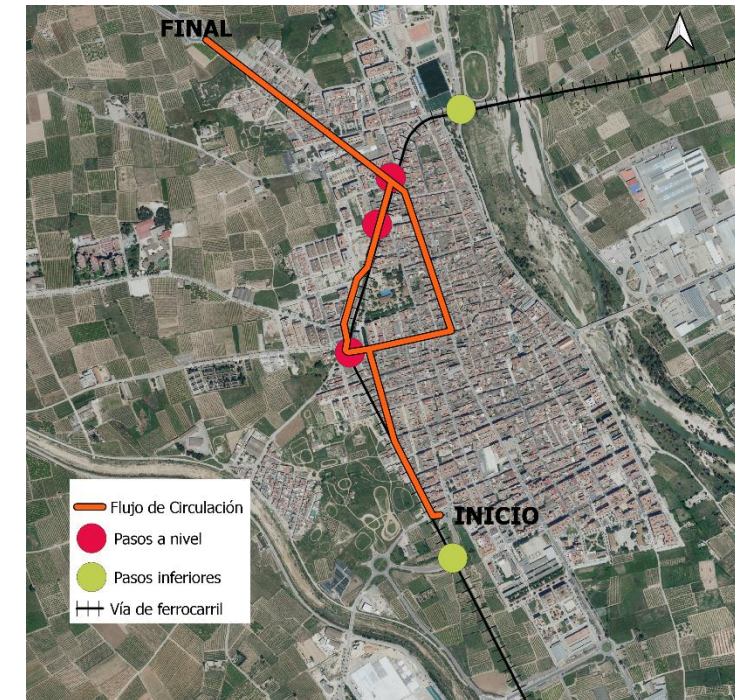 FINAL
INICIO
Flujo de Circulación
Pasos a nivel
Pasos inferiores
Vía de ferrocarril